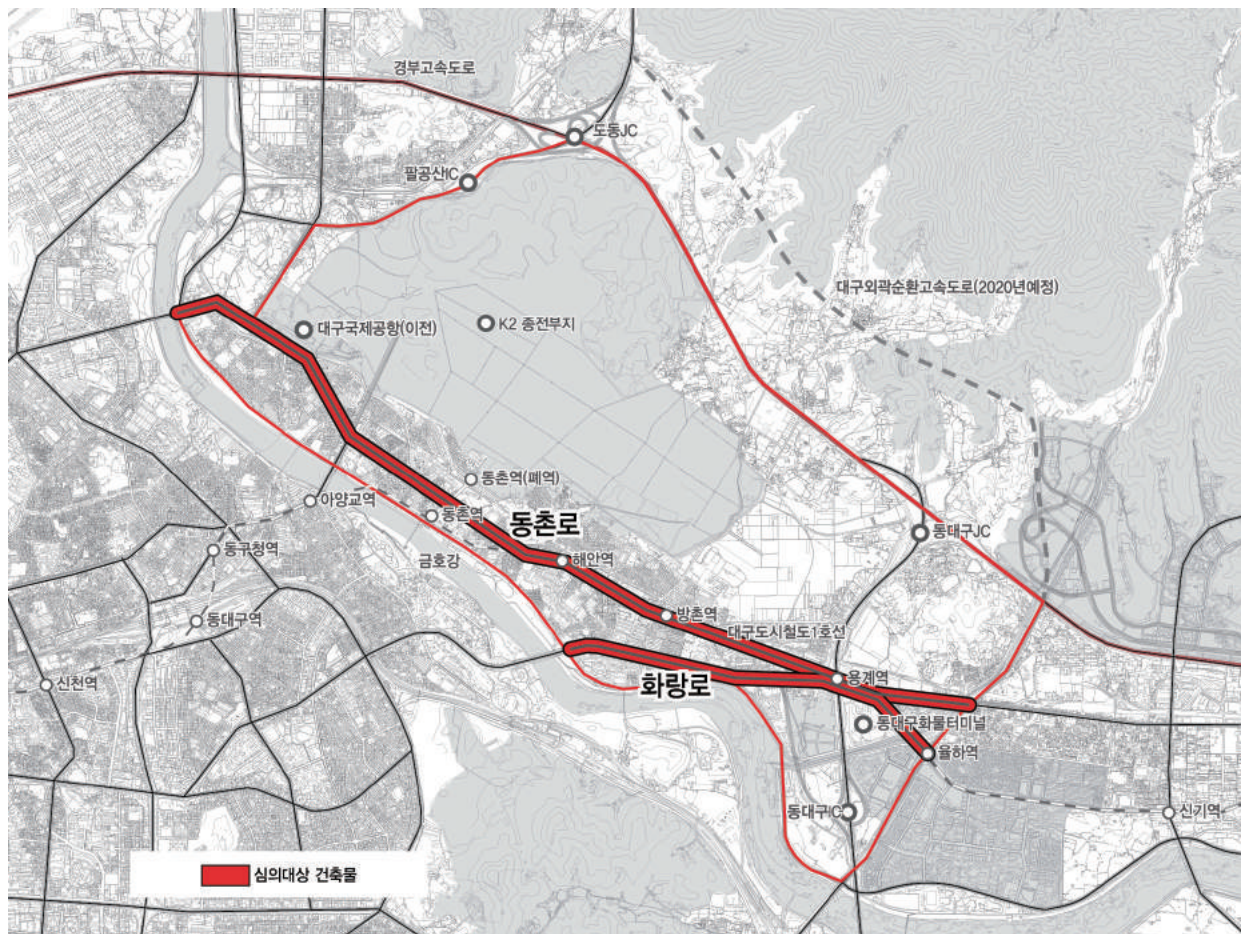 경부고속도로
도동JC
팔공산IC
대구외곽순환고속도로(2020년예정)
대구국제공항(이전)
K2 종전부지
동촌역(폐역)
아양교역
동촌역
동촌로
동대구JC
동구청역
금호강
해안역
동대구역
방촌역
대구도시철도1호선
신천역
화랑로
용계역
동대구화물터미널
율하역
동대구IC
신기역
심의대상 건축물